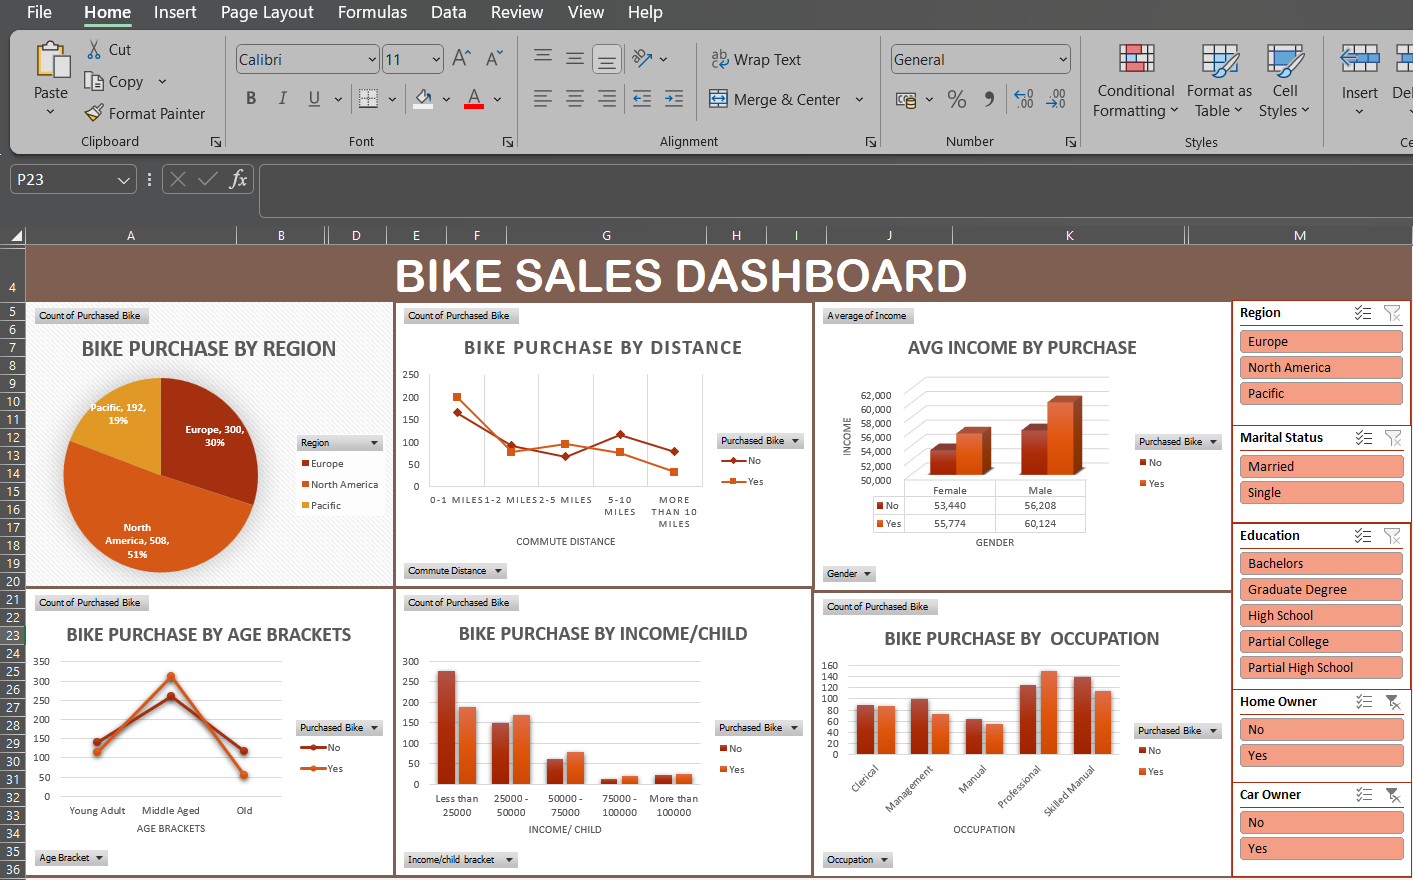 File Home Insert Page Layout Formulas Data Review View Help
Paste
Cut
Copy
Format Painter
Clipboard
Calibri 11
B I U
Font
Wrap Text
Merge & Center
Alignment
General
Number
Conditional Formatting
Format as Table
Cell Styles
Styles
Insert
P23
fx
A B D E F G H I J K M
4
5
6
7
8
9
10
11
12
13
14
15
16
17
18
19
20
21
22
23
24
25
26
27
28
29
30
31
32
33
34
35
36
BIKE SALES DASHBOARD
Count of Purchased Bike
BIKE PURCHASE BY REGION
Pacific, 192,
19%
Europe, 300,
30%
North
America, 508,
51%
Region
Europe
North America
Pacific
Count of Purchased Bike
BIKE PURCHASE BY DISTANCE
250
200
150
100
50
0
0-1 MILES 1-2 MILES 2-5 MILES 5-10 MILES MORE THAN 10 MILES
COMMUTE DISTANCE
Purchased Bike
No
Yes
Commute Distance
Average of Income
AVG INCOME BY PURCHASE
INCOME
62,000
60,000
58,000
56,000
54,000
52,000
50,000
Female Male
No 53,440 56,208
Yes 55,774 60,124
GENDER
Purchased Bike
No
Yes
Gender
Count of Purchased Bike
BIKE PURCHASE BY AGE BRACKETS
350
300
250
200
150
100
50
0
Young Adult Middle Aged Old
AGE BRACKETS
Purchased Bike
No
Yes
Age Bracket
Count of Purchased Bike
BIKE PURCHASE BY INCOME/CHILD
300
250
200
150
100
50
0
Less than 25000 25000 - 50000 50000 - 75000 75000 - 100000 More than 100000
INCOME/ CHILD
Purchased Bike
No
Yes
Income/child bracket
Count of Purchased Bike
BIKE PURCHASE BY OCCUPATION
160
140
120
100
80
60
40
20
0
Clerical Management Manual Professional Skilled Manual
OCCUPATION
Purchased Bike
No
Yes
Occupation
Region
Europe
North America
Pacific
Marital Status
Married
Single
Education
Bachelors
Graduate Degree
High School
Partial College
Partial High School
Home Owner
No
Yes
Car Owner
No
Yes